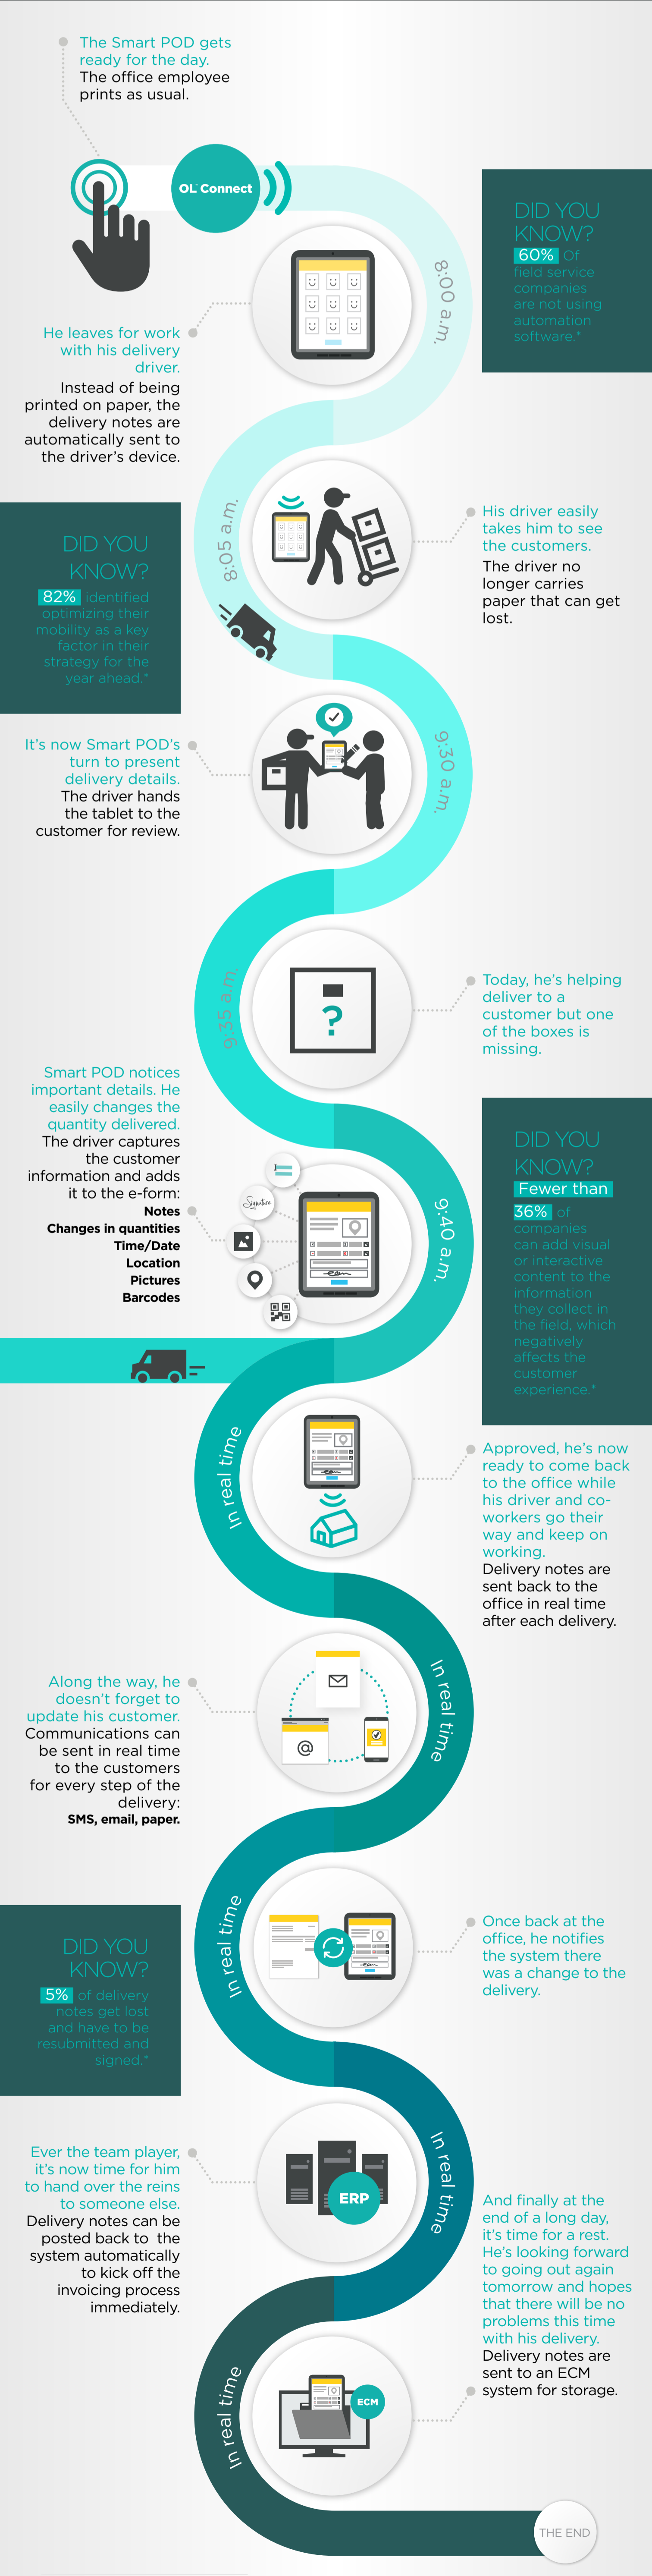 The Smart POD gets
ready for the day.
The office employee
prints as usual.
OL Connect
DID YOU
KNOW?
60% Of
field service
companies
are not using
automation
software.*
8:00 a.m.
He leaves for work
with his delivery
driver.
Instead of being
printed on paper, the
delivery notes are
automatically sent to
the driver's device.
8:05 a.m.
His driver easily
takes him to see
the customers.
The driver no
longer carries
paper that can get
lost.
DID YOU
KNOW?
82% identified
optimizing their
mobility as a key
factor in their
strategy for the
year ahead.*
It's now Smart POD's
turn to present
delivery details.
The driver hands
the tablet to the
customer for review.
9:30 a.m.
9:35 a.m.
?
Today, he's helping
deliver to a
customer but one
of the boxes is
missing.
Smart POD notices
important details. He
easily changes the
quantity delivered.
The driver captures
the customer
information and adds
it to the e-form:
Notes
Changes in quantities
Time/Date
Location
Pictures
Barcodes
Signature
9:40 a.m.
DID YOU
KNOW?
Fewer than
36% of
companies
can add visual
or interactive
content to the
information
they collect in
the field, which
negatively
affects the
customer
experience.*
In real time
Approved, he's now
ready to come back
to the office while
his driver and co-
workers go their
way and keep on
working.
Delivery notes are
sent back to the
office in real time
after each delivery.
Along the way, he
doesn't forget to
update his customer.
Communications can
be sent in real time
to the customers
for every step of the
delivery:
SMS, email, paper.
@
In real time
In real time
Once back at the
office, he notifies
the system there
was a change to the
delivery.
DID YOU
KNOW?
5% of delivery
notes get lost
and have to be
resubmitted and
signed.*
Ever the team player,
it's now time for him
to hand over the reins
to someone else.
Delivery notes can be
posted back to the
system automatically
to kick off the
invoicing process
immediately.
ERP
In real time
And finally at the
end of a long day,
it's time for a rest.
He's looking forward
to going out again
tomorrow and hopes
that there will be no
problems this time
with his delivery.
Delivery notes are
sent to an ECM
system for storage.
In real time
ECM
THE END